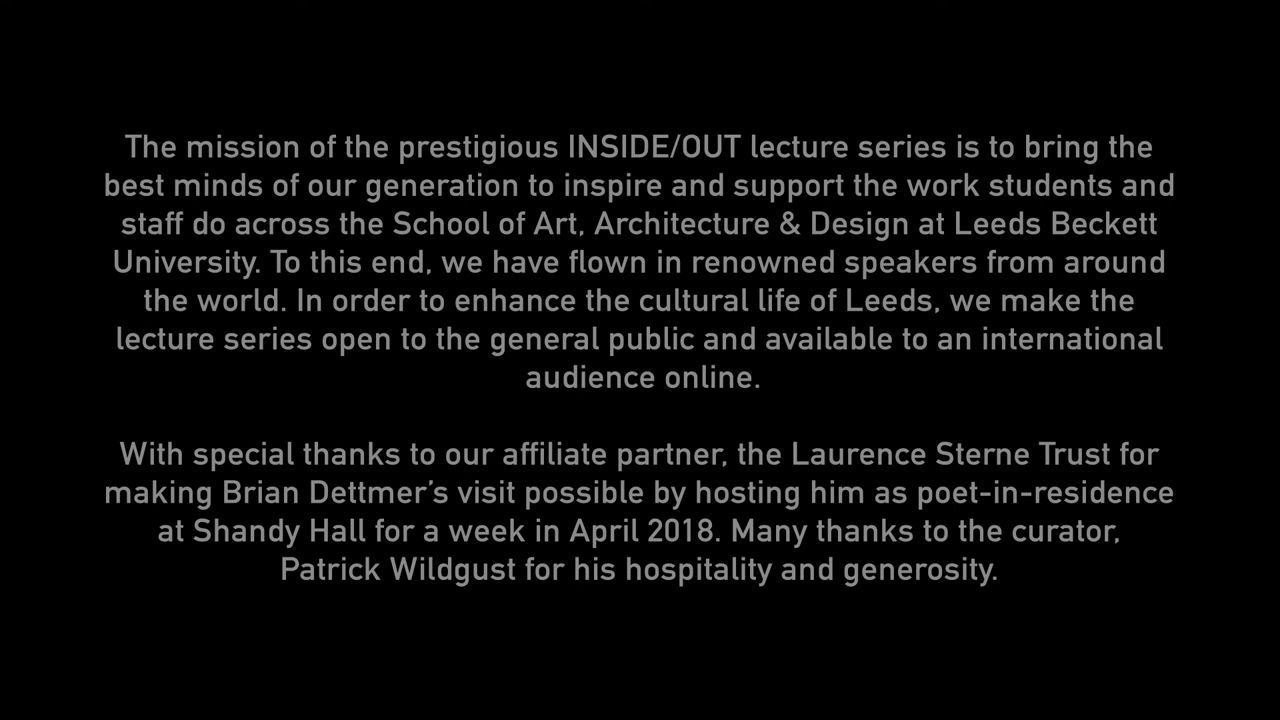 The mission of the prestigious INSIDE/OUT lecture series is to bring the
best minds of our generation to inspire and support the work students and
staff do across the School of Art, Architecture & Design at Leeds Beckett
University. To this end, we have flown in renowned speakers from around
the world. In order to enhance the cultural life of Leeds, we make the
lecture series open to the general public and available to an international
audience online.
With special thanks to our affiliate partner, the Laurence Sterne Trust for
making Brian Dettmer’s visit possible by hosting him as poet-in-residence
at Shandy Hall for a week in April 2018. Many thanks to the curator,
Patrick Wildgust for his hospitality and generosity.